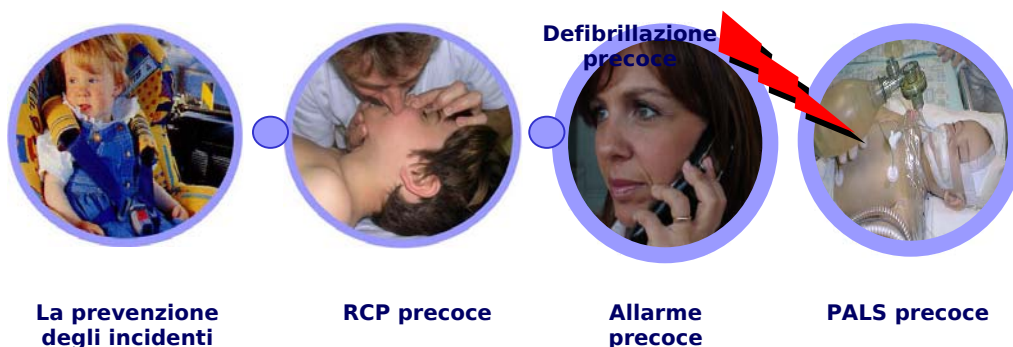 Defibrillazione
precoce
La prevenzione
degli incidenti
RCP precoce
Allarme
precoce
PALS precoce